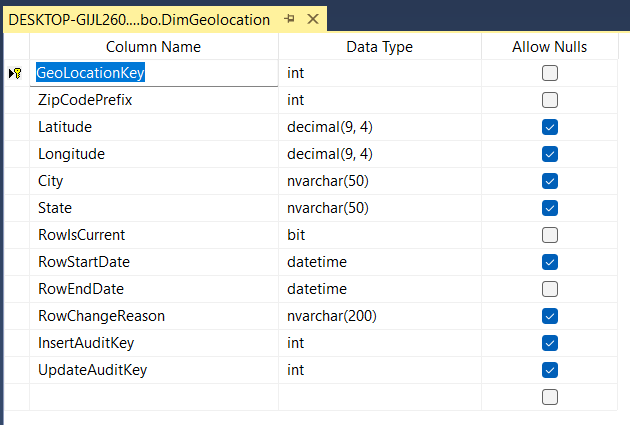 DESKTOP-GIJL260....bo.DimGeolocation
Column Name Data Type Allow Nulls
GeoLocationKey int
ZipCodePrefix int
Latitude decimal(9, 4)
Longitude decimal(9, 4)
City nvarchar(50)
State nvarchar(50)
RowIsCurrent bit
RowStartDate datetime
RowEndDate datetime
RowChangeReason nvarchar(200)
InsertAuditKey int
UpdateAuditKey int